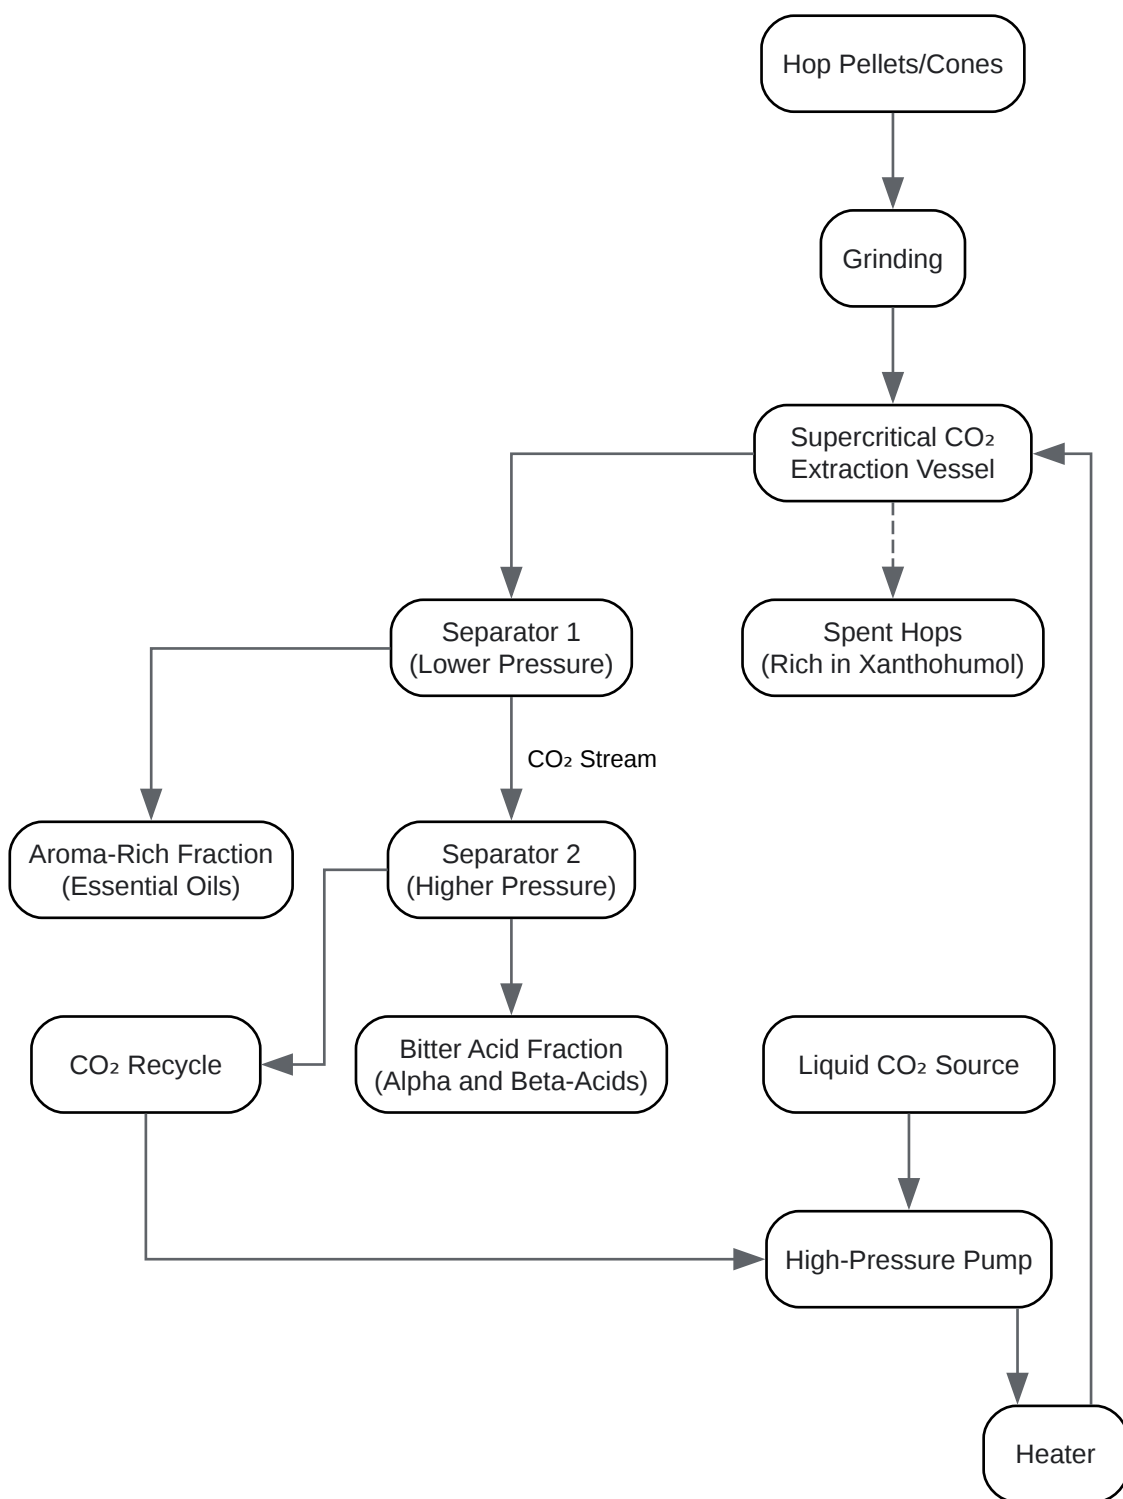 Hop Pellets/Cones
Grinding
Supercritical CO₂
Extraction Vessel
Separator 1
(Lower Pressure)
Spent Hops
(Rich in Xanthohumol)
CO₂ Stream
Aroma-Rich Fraction
(Essential Oils)
Separator 2
(Higher Pressure)
CO₂ Recycle
Bitter Acid Fraction
(Alpha and Beta-Acids)
Liquid CO₂ Source
High-Pressure Pump
Heater